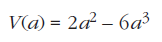 V(a) = 2a² – 6a³